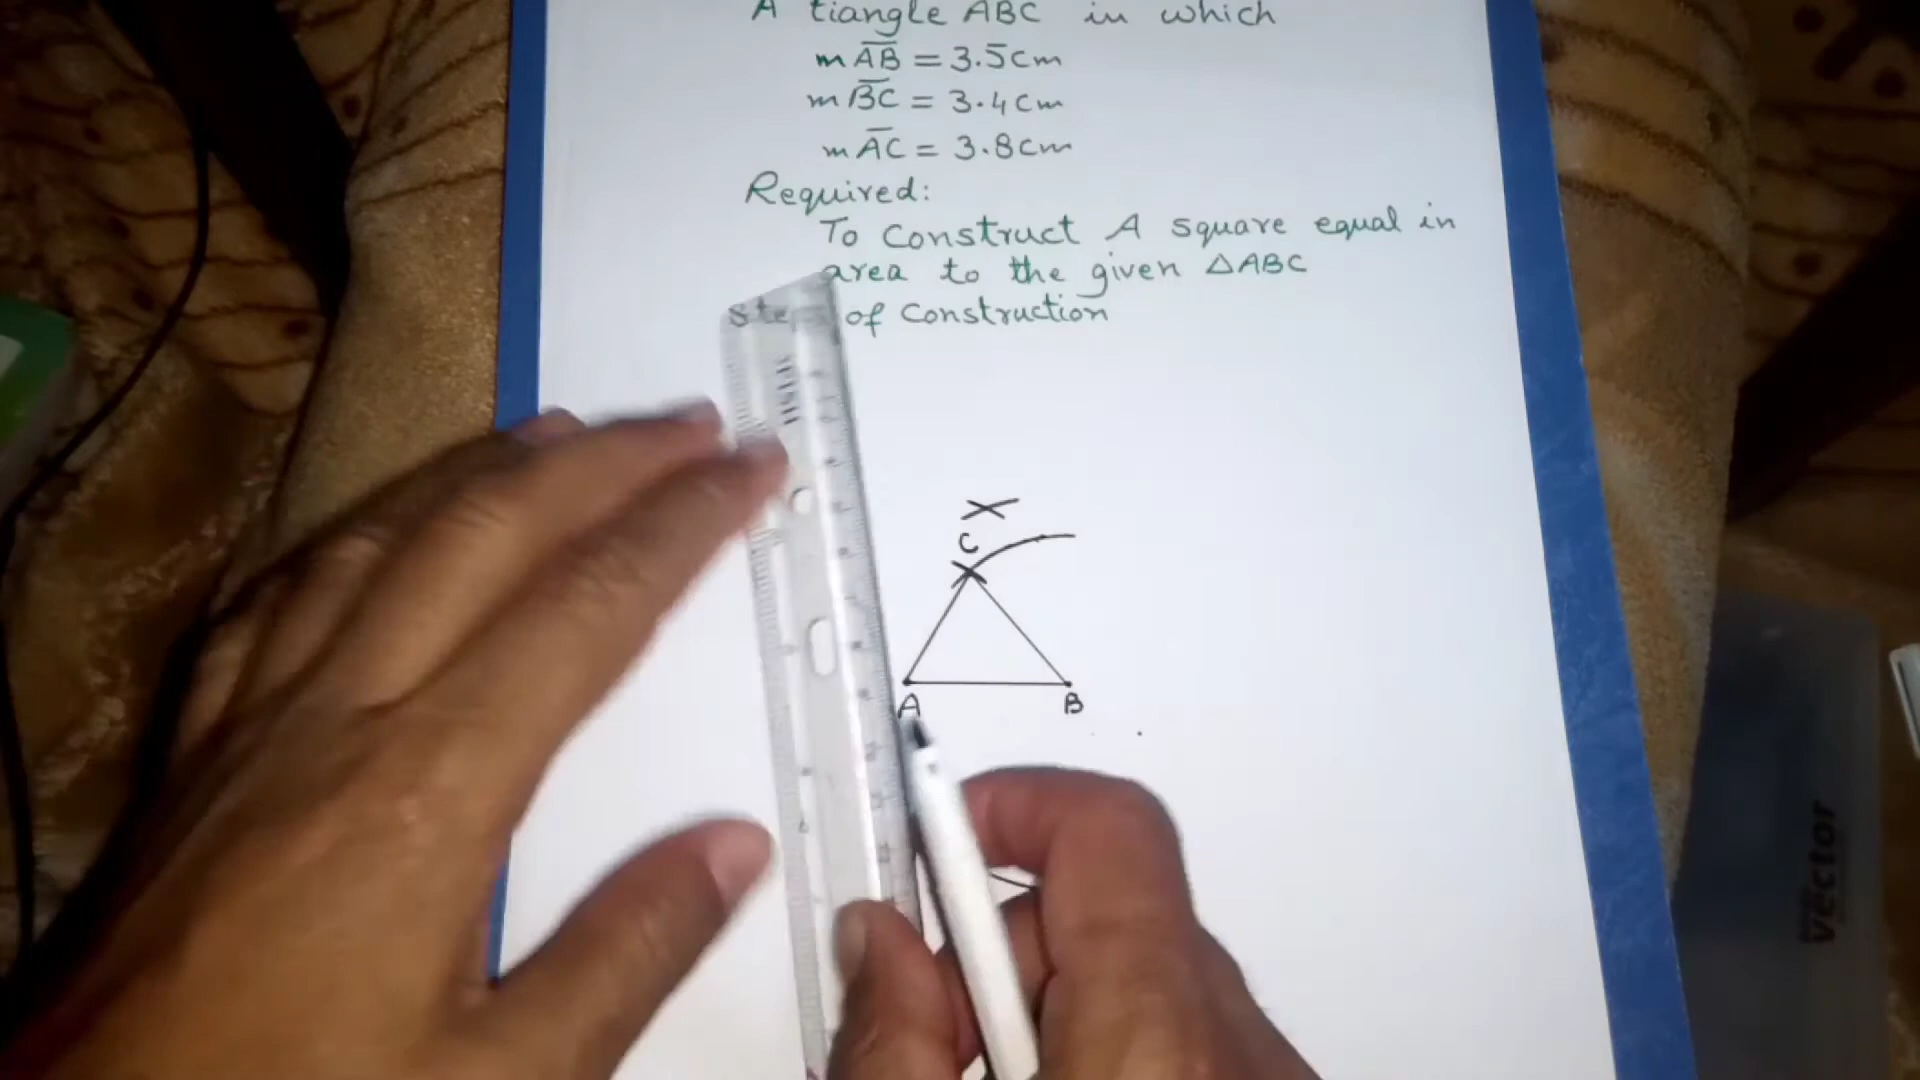 A tiangle ABC in which
mAB = 3.5cm
mBC = 3.4cm
mAC = 3.8cm
Required:
To Construct A square equal in
area to the given △ABC
of Construction
C
A
B
vector